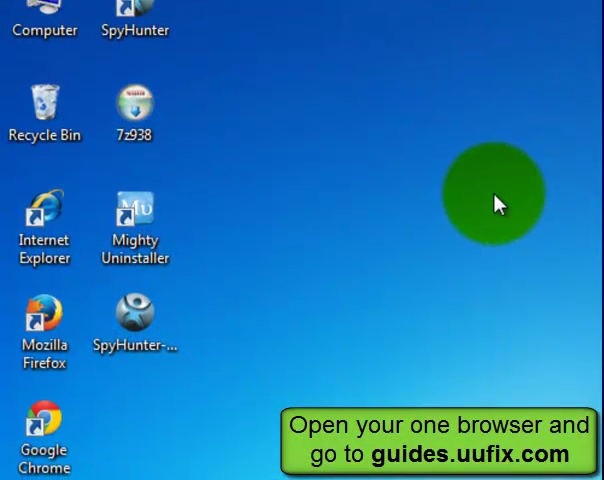 Computer
SpyHunter
Recycle Bin
7z938
Internet
Explorer
Mighty
Uninstaller
Mozilla
Firefox
SpyHunter-...
Google
Chrome
Open your one browser and
go to guides.uufix.com